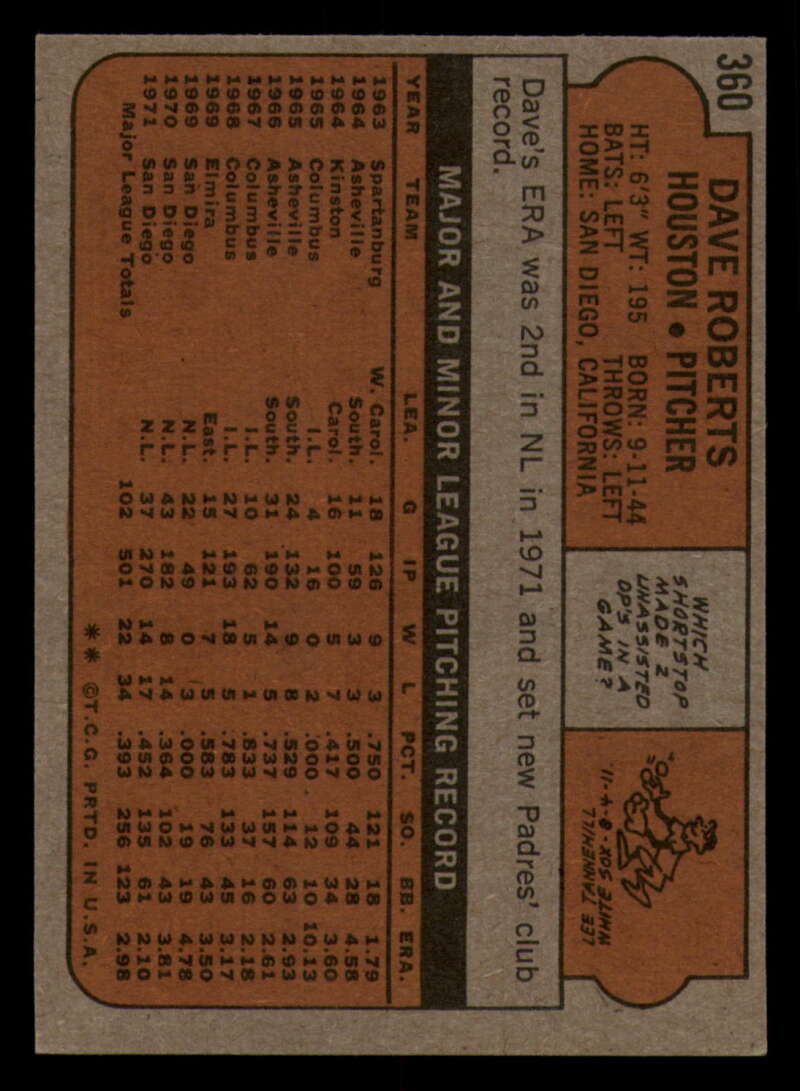 360
DAVE ROBERTS
HOUSTON • PITCHER
HT: 6'3" WT: 195 BORN: 9-11-44
BATS: LEFT THROWS: LEFT
HOME: SAN DIEGO, CALIFORNIA
WHICH
SHORTSTOP
MADE 2
UNASSISTED
DP'S IN A
GAME?
LEE TANNEHILL
WHITE SOX - 8-4-11.
Dave's ERA was 2nd in NL in 1971 and set new Padres' club
record.
MAJOR AND MINOR LEAGUE PITCHING RECORD
YEAR TEAM LEA. G IP W L PCT. SO. BB. ERA.
1963 Spartanburg W. Carol. 18 126 9 3 .750 121 18 1.79
1964 Asheville South. 11 59 3 3 .500 44 28 4.58
1964 Kinston Carol. 16 100 5 7 .417 109 34 3.60
1965 Columbus I.L. 4 16 0 2 .000 12 10 10.13
1965 Asheville South. 24 132 9 8 .529 114 63 2.93
1966 Asheville South. 31 190 14 5 .737 157 60 2.61
1967 Columbus I.L. 10 62 5 1 .833 37 16 2.18
1968 Columbus I.L. 27 193 18 5 .783 133 45 3.17
1969 Elmira East. 15 121 7 5 .583 76 43 3.50
1969 San Diego N.L. 22 49 0 3 .000 19 19 4.78
1970 San Diego N.L. 43 182 8 14 .364 102 43 3.81
1971 San Diego N.L. 37 270 14 17 .452 135 61 2.10
Major League Totals 102 501 22 34 .393 256 123 2.98
** ©T.C.G. PRTD. IN U.S.A.